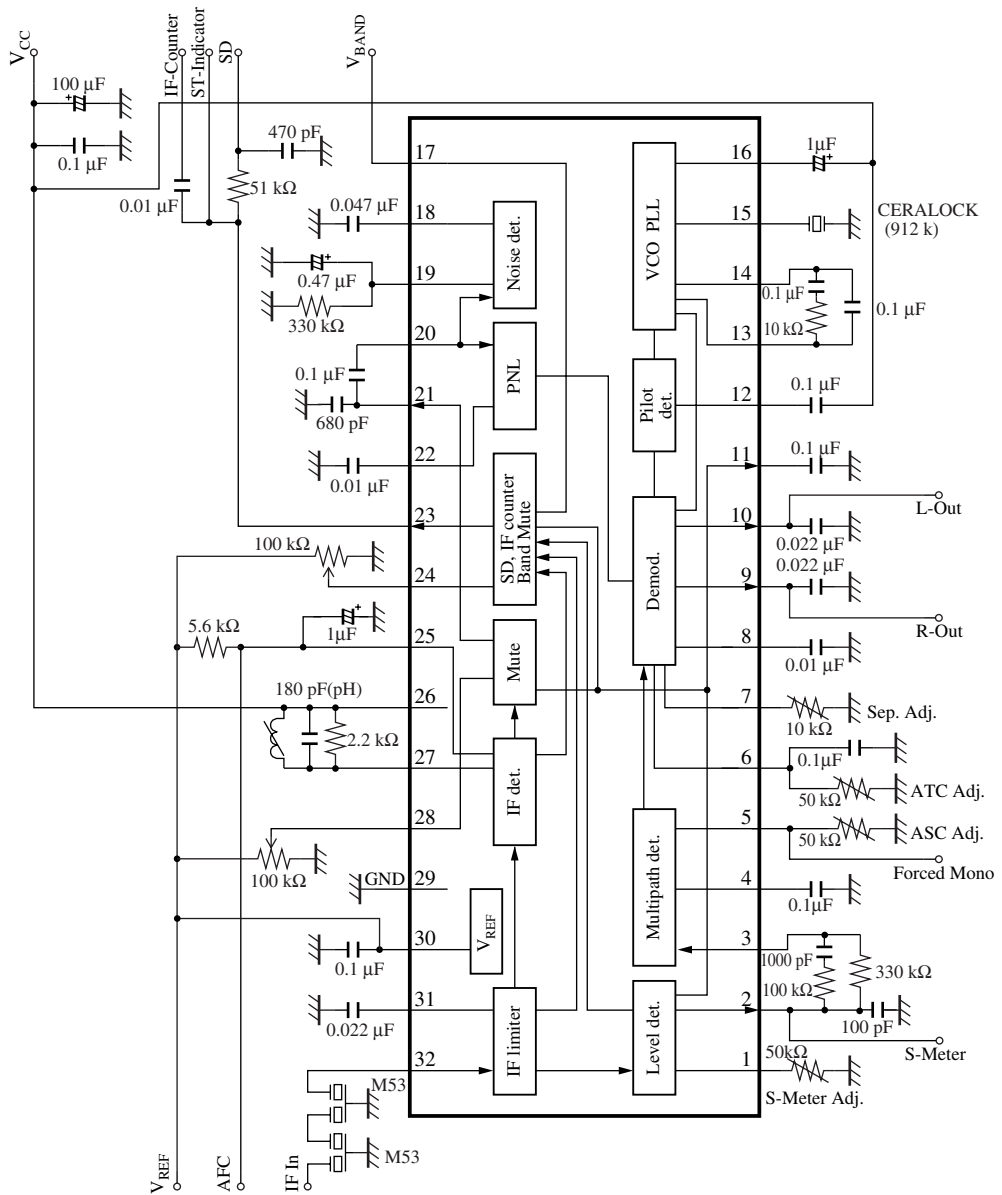 V_CC
IF-Counter
ST-Indicator
SD
V_BAND
100 µF
0.1 µF
470 pF
0.01 µF
51 kΩ
0.047 µF
0.47 µF
330 kΩ
0.1 µF
680 pF
0.01 µF
100 kΩ
5.6 kΩ
1µF
180 pF(pH)
2.2 kΩ
100 kΩ
GND
0.1 µF
0.022 µF
M53
M53
V_REF
AFC
IF In
17
18
19
20
21
22
23
24
25
26
27
28
29
30
31
32
Noise det.
PNL
SD, IF counter
Band Mute
Mute
IF det.
V_REF
IF limiter
VCO PLL
Pilot
det.
Demod.
Multipath det.
Level det.
16
15
14
13
12
11
10
9
8
7
6
5
4
3
2
1
1µF
CERALOCK
(912 k)
0.1 µF
10 kΩ
0.1 µF
0.1 µF
0.1 µF
L-Out
0.022 µF
0.022 µF
R-Out
0.01 µF
10 kΩ
Sep. Adj.
0.1µF
50 kΩ
ATC Adj.
50 kΩ
ASC Adj.
Forced Mono
0.1µF
1000 pF
100 kΩ
330 kΩ
100 pF
S-Meter
50kΩ
S-Meter Adj.